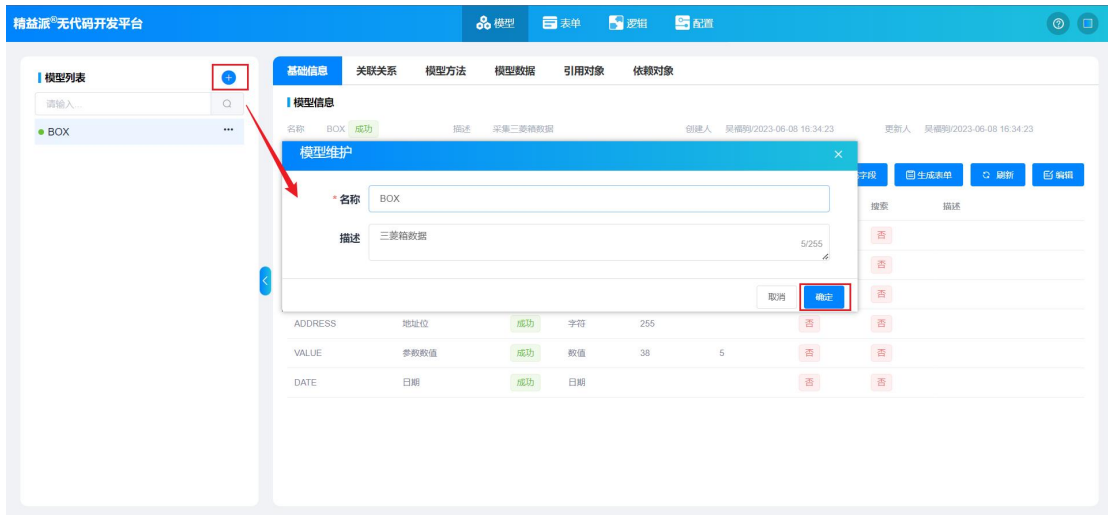 精益派®无代码开发平台 模型 表单 逻辑 配置
模型列表
请输入...
BOX
基础信息 关联关系 模型方法 模型数据 引用对象 依赖对象
模型信息
名称 BOX 成功 描述 采集三菱箱数据 创建人 2023-06-08 16:34:23 更新人 2023-06-08 16:34:23
模型维护
字段 生成表单 刷新 编辑
搜索 描述
* 名称 BOX
否
描述 三菱箱数据 5/255
否
取消 确定
否
ADDRESS 地址位 成功 字符 255 否 否
VALUE 参数数值 成功 数值 38 5 否 否
DATE 日期 成功 日期 否 否